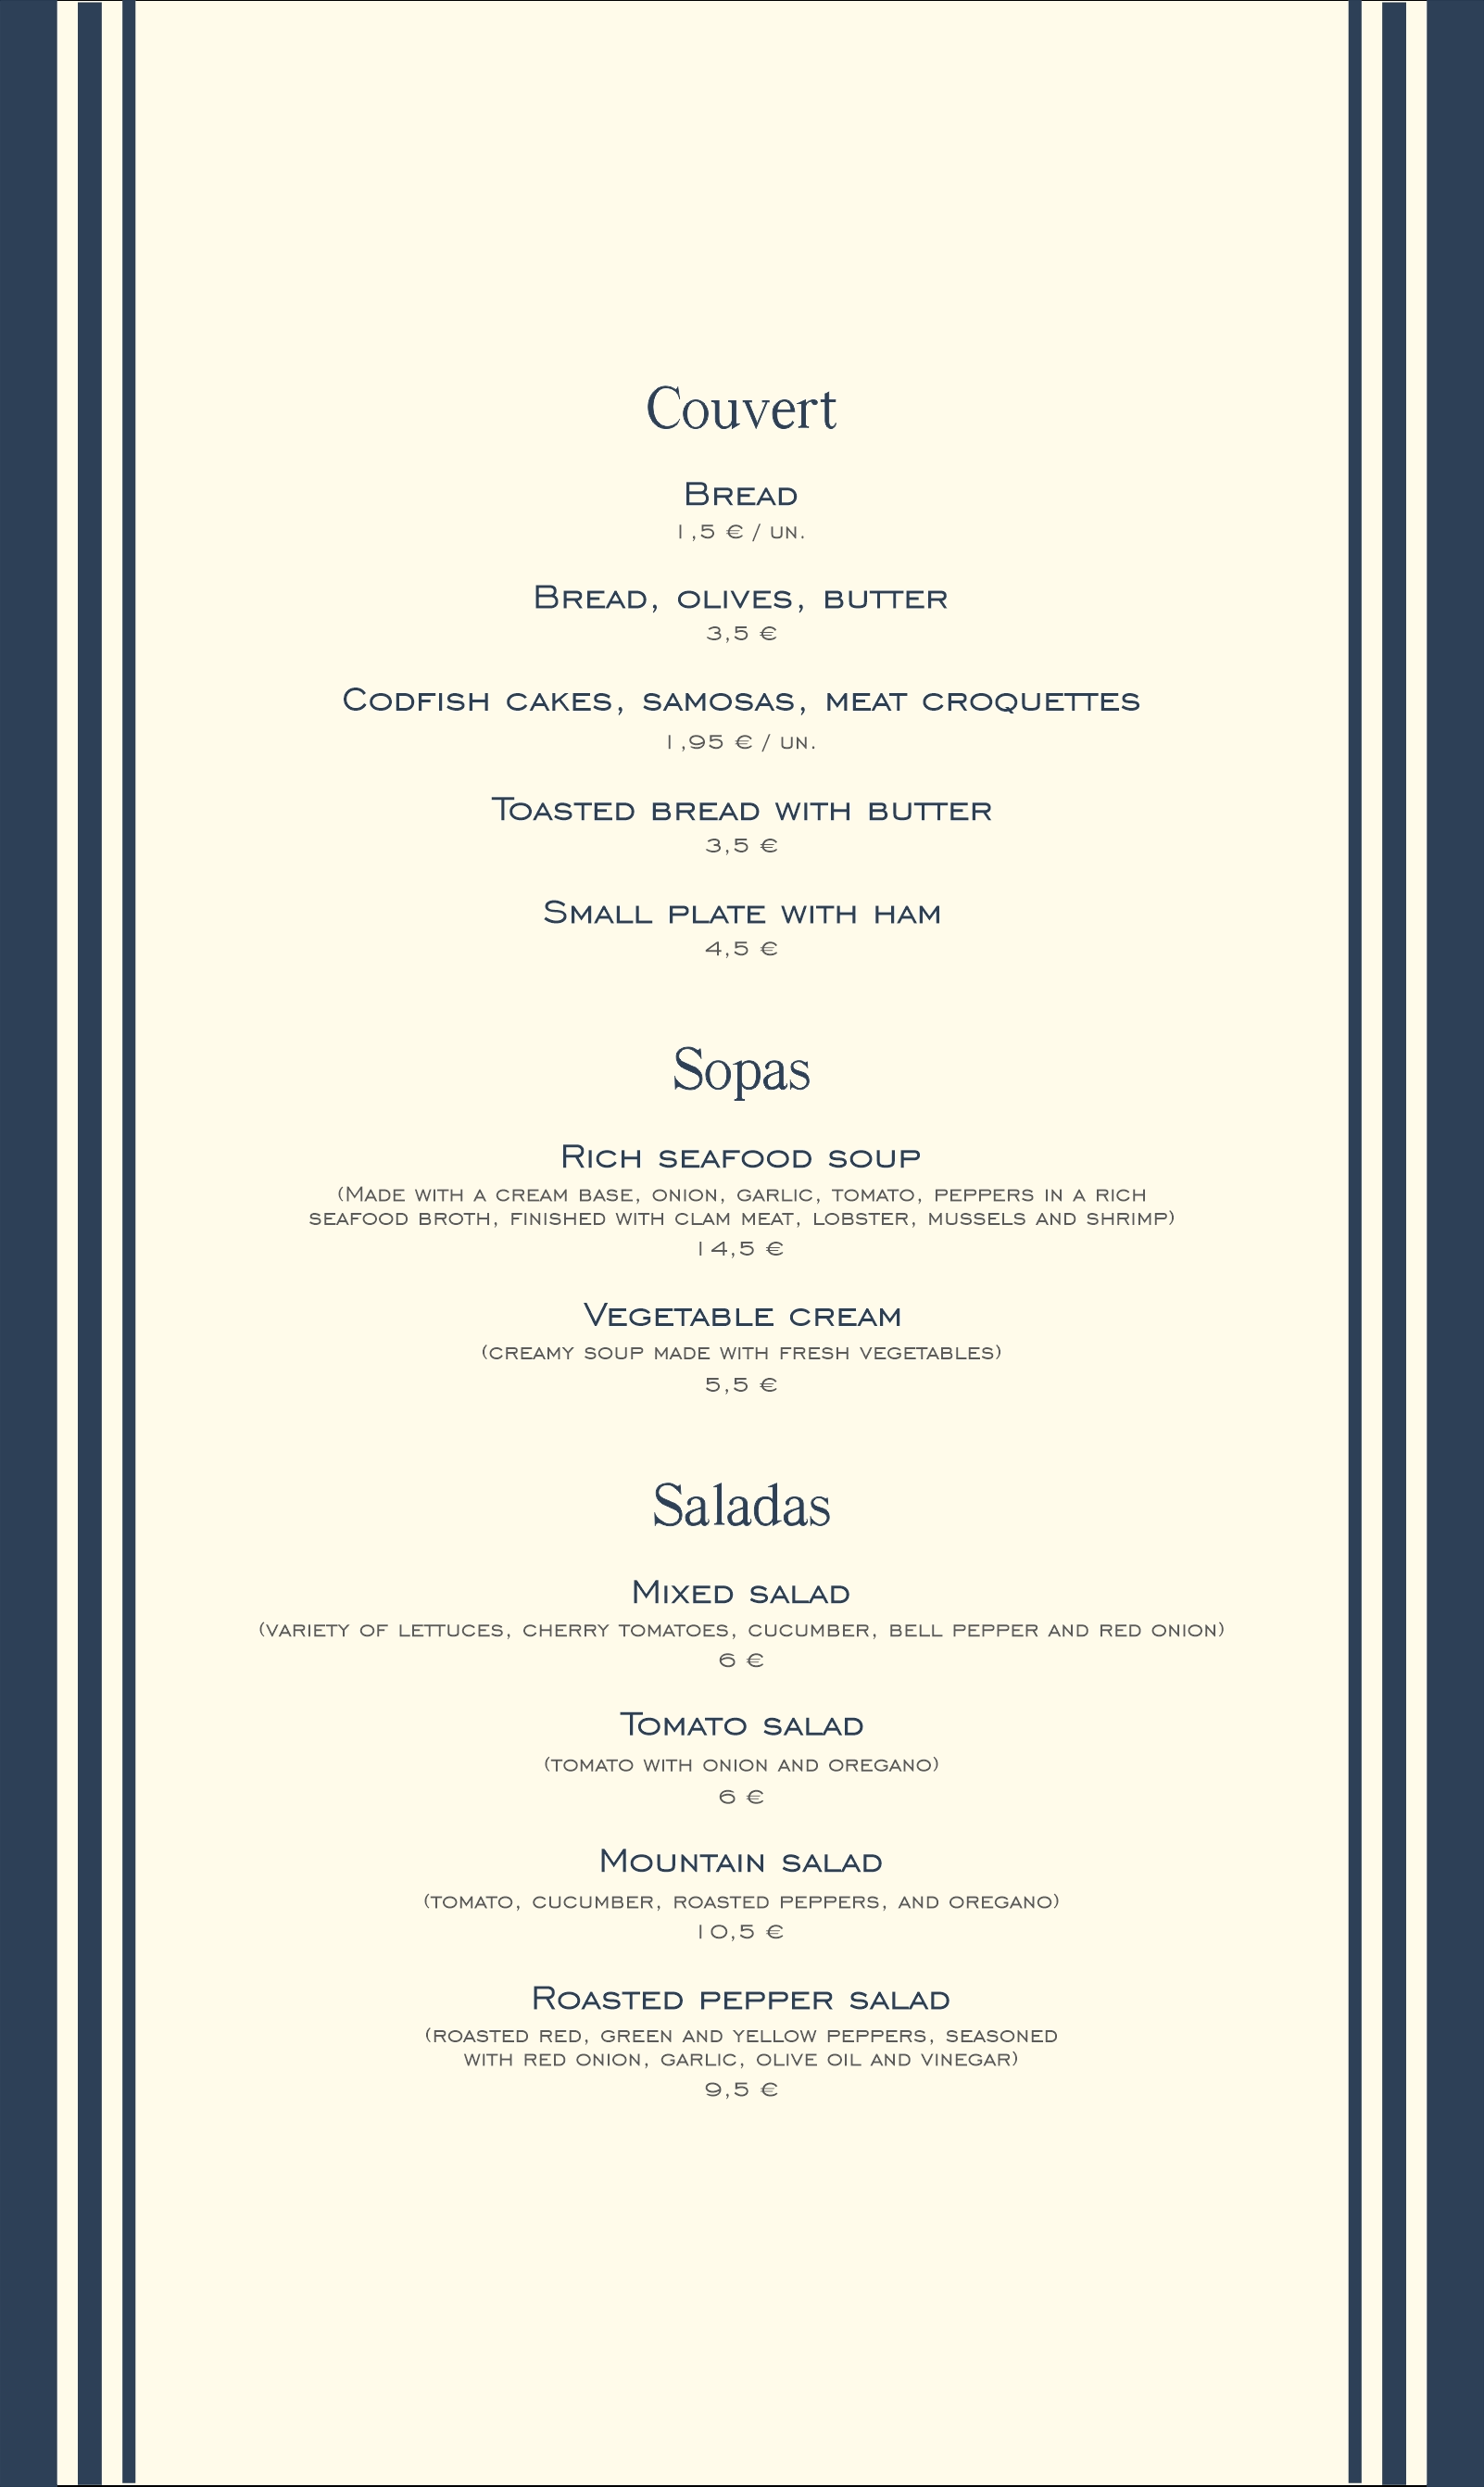 Couvert
Bread
1,5 € / un.
Bread, olives, butter
3,5 €
Codfish cakes, samosas, meat croquettes
1,95 € / un.
Toasted bread with butter
3,5 €
Small plate with ham
4,5 €
Sopas
Rich seafood soup
(Made with a cream base, onion, garlic, tomato, peppers in a rich
seafood broth, finished with clam meat, lobster, mussels and shrimp)
14,5 €
Vegetable cream
(creamy soup made with fresh vegetables)
5,5 €
Saladas
Mixed salad
(variety of lettuces, cherry tomatoes, cucumber, bell pepper and red onion)
6 €
Tomato salad
(tomato with onion and oregano)
6 €
Mountain salad
(tomato, cucumber, roasted peppers, and oregano)
10,5 €
Roasted pepper salad
(roasted red, green and yellow peppers, seasoned
with red onion, garlic, olive oil and vinegar)
9,5 €